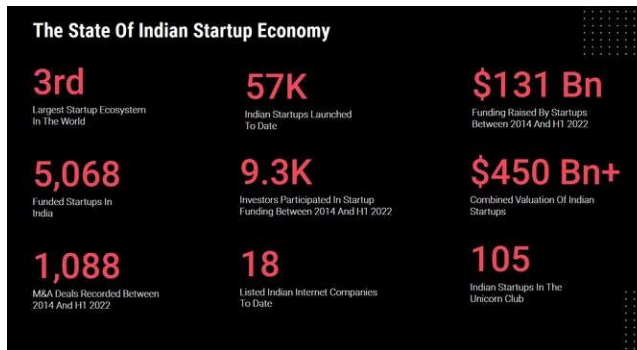 The State Of Indian Startup Economy
3rd
Largest Startup Ecosystem
In The World
57K
Indian Startups Launched
To Date
$131 Bn
Funding Raised By Startups
Between 2014 And H1 2022
5,068
Funded Startups In
India
9.3K
Investors Participated In Startup
Funding Between 2014 And H1 2022
$450 Bn+
Combined Valuation Of Indian
Startups
1,088
M&A Deals Recorded Between
2014 And H1 2022
18
Listed Indian Internet Companies
To Date
105
Indian Startups In The
Unicorn Club